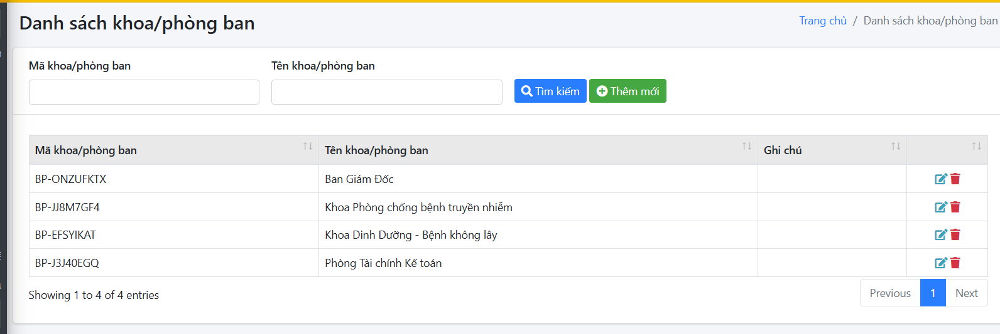 Danh sách khoa/phòng ban
Trang chủ / Danh sách khoa/phòng ban
Mã khoa/phòng ban
Tên khoa/phòng ban
Tìm kiếm
Thêm mới
Mã khoa/phòng ban Tên khoa/phòng ban Ghi chú
BP-ONZUFKTX Ban Giám Đốc
BP-JJ8M7GF4 Khoa Phòng chống bệnh truyền nhiễm
BP-EFSYIKAT Khoa Dinh Dưỡng - Bệnh không lây
BP-J3J40EGQ Phòng Tài chính Kế toán
Showing 1 to 4 of 4 entries
Previous 1 Next